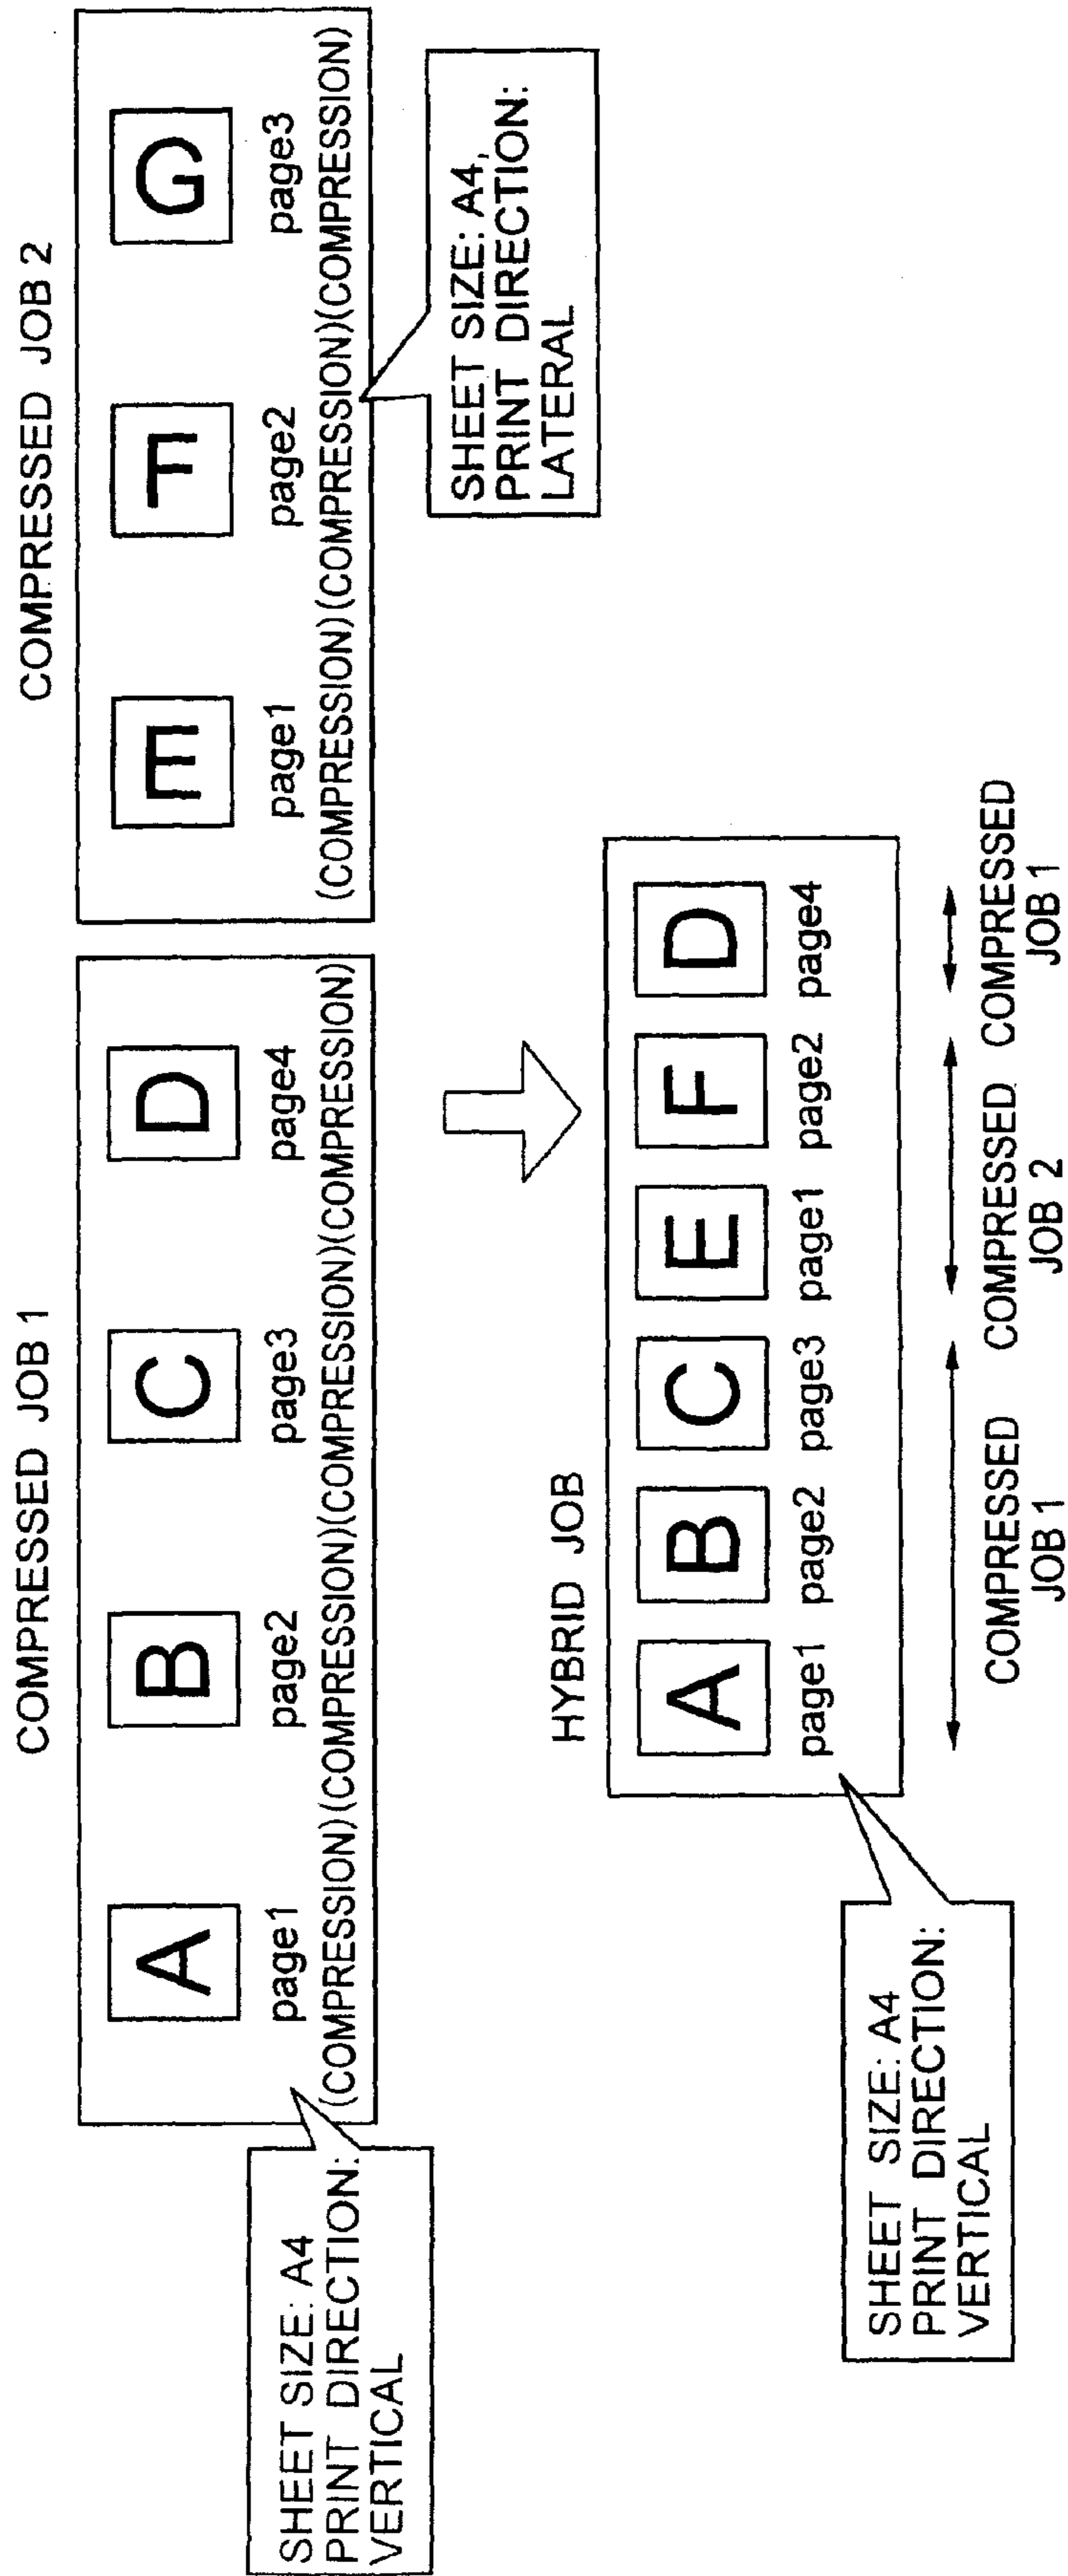 COMPRESSED JOB 1
A
B
C
D
page1
page2
page3
page4
(COMPRESSION)(COMPRESSION)(COMPRESSION)(COMPRESSION)
SHEET SIZE: A4
PRINT DIRECTION:
VERTICAL
COMPRESSED JOB 2
E
F
G
page1
page2
page3
(COMPRESSION)(COMPRESSION)(COMPRESSION)
SHEET SIZE: A4,
PRINT DIRECTION:
LATERAL
HYBRID JOB
A
B
C
E
F
D
page1
page2
page3
page1
page2
page4
SHEET SIZE: A4
PRINT DIRECTION:
VERTICAL
COMPRESSED
JOB 1
COMPRESSED
JOB 2
COMPRESSED
JOB 1